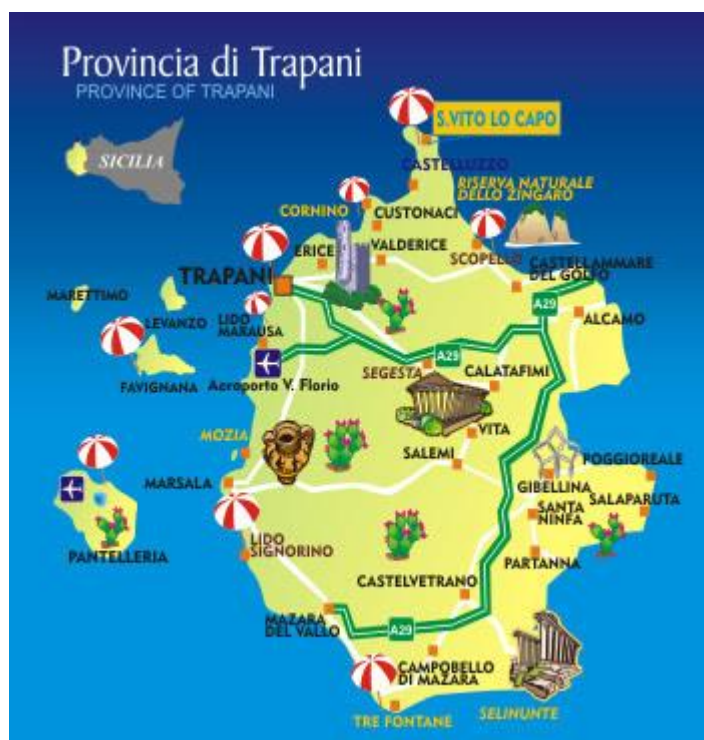 Provincia di Trapani
PROVINCE OF TRAPANI
S.VITO LO CAPO
SICILIA
CASTELLUZZO
RISERVA NATURALE
DELLO ZINGARO
CORNINO
CUSTONACI
ERICE
VALDERICE
SCOPELLO
CASTELLAMMARE
DEL GOLFO
TRAPANI
MARETTIMO
LEVANZO
LIDO
MARAUSA
A29
ALCAMO
FAVIGNANA
Aeroporto V. Florio
A29
SEGESTA
CALATAFIMI
MOZIA
VITA
SALEMI
POGGIOREALE
MARSALA
GIBELLINA
SALAPARUTA
SANTA
NINFA
LIDO
SIGNORINO
PANTELLERIA
PARTANNA
CASTELVETRANO
MAZARA
DEL VALLO
A29
CAMPOBELLO
DI MAZARA
SELINUNTE
TRE FONTANE